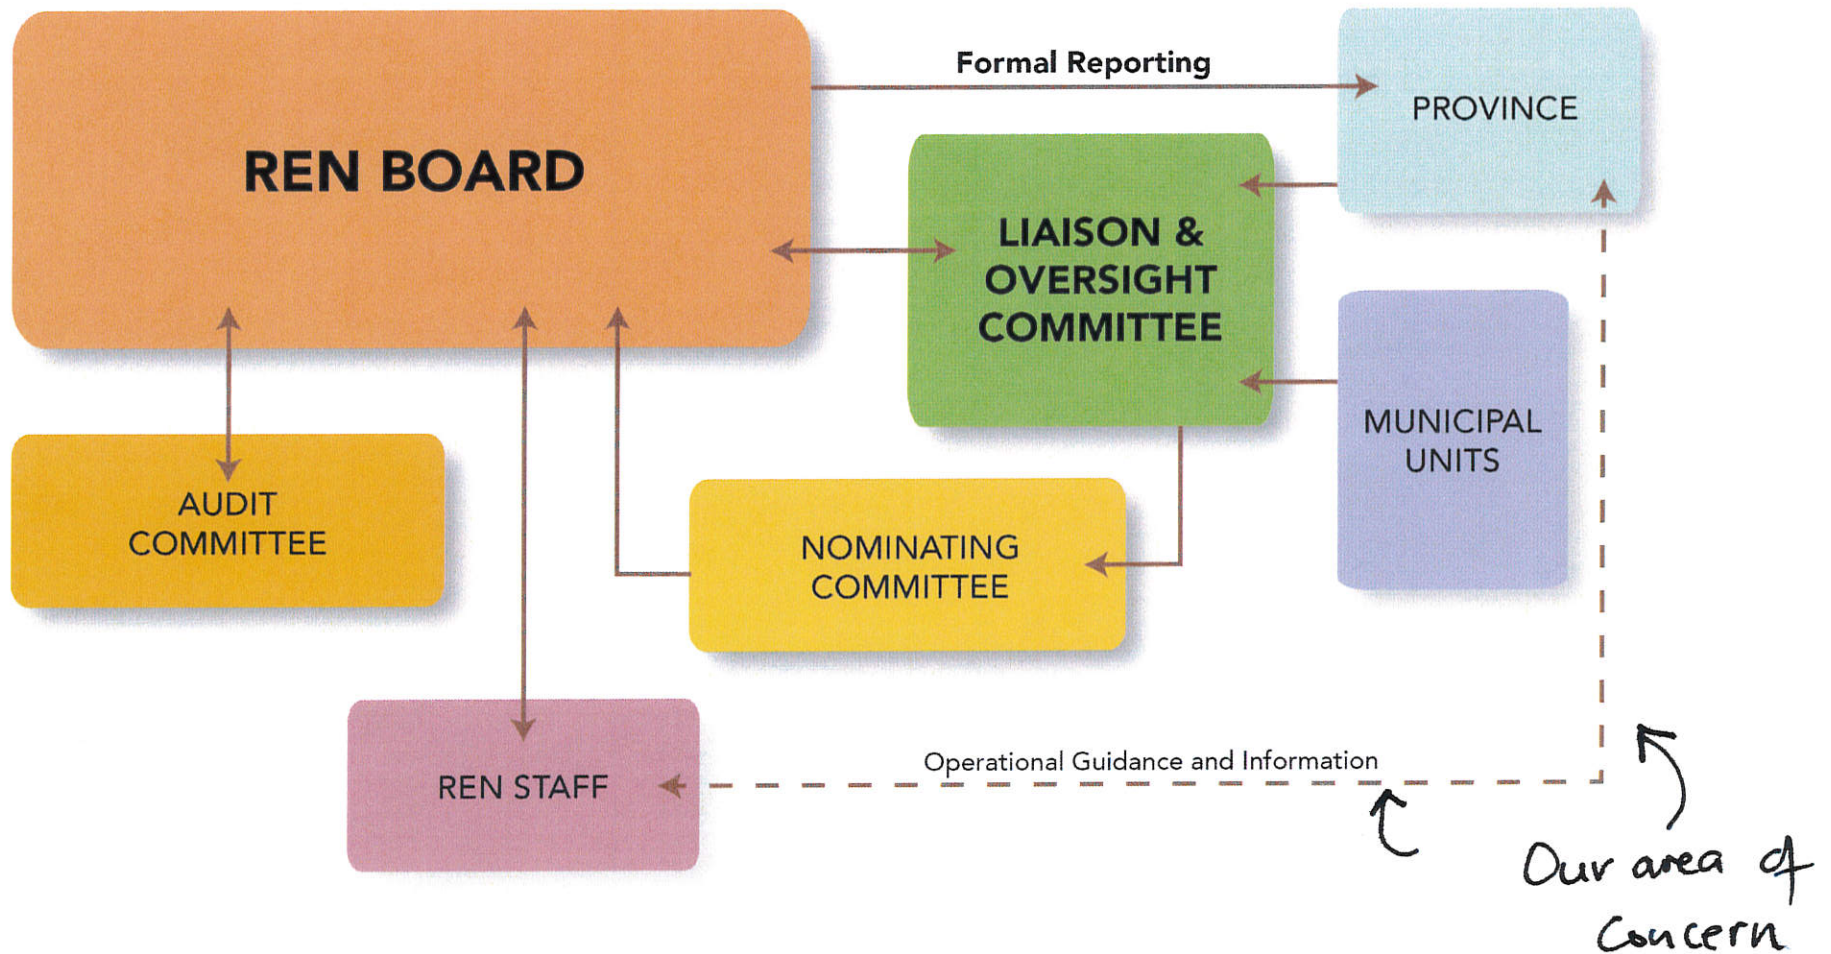 REN BOARD
Formal Reporting
PROVINCE
LIAISON &
OVERSIGHT
COMMITTEE
MUNICIPAL
UNITS
AUDIT
COMMITTEE
NOMINATING
COMMITTEE
REN STAFF
Operational Guidance and Information
Our area of
Concern